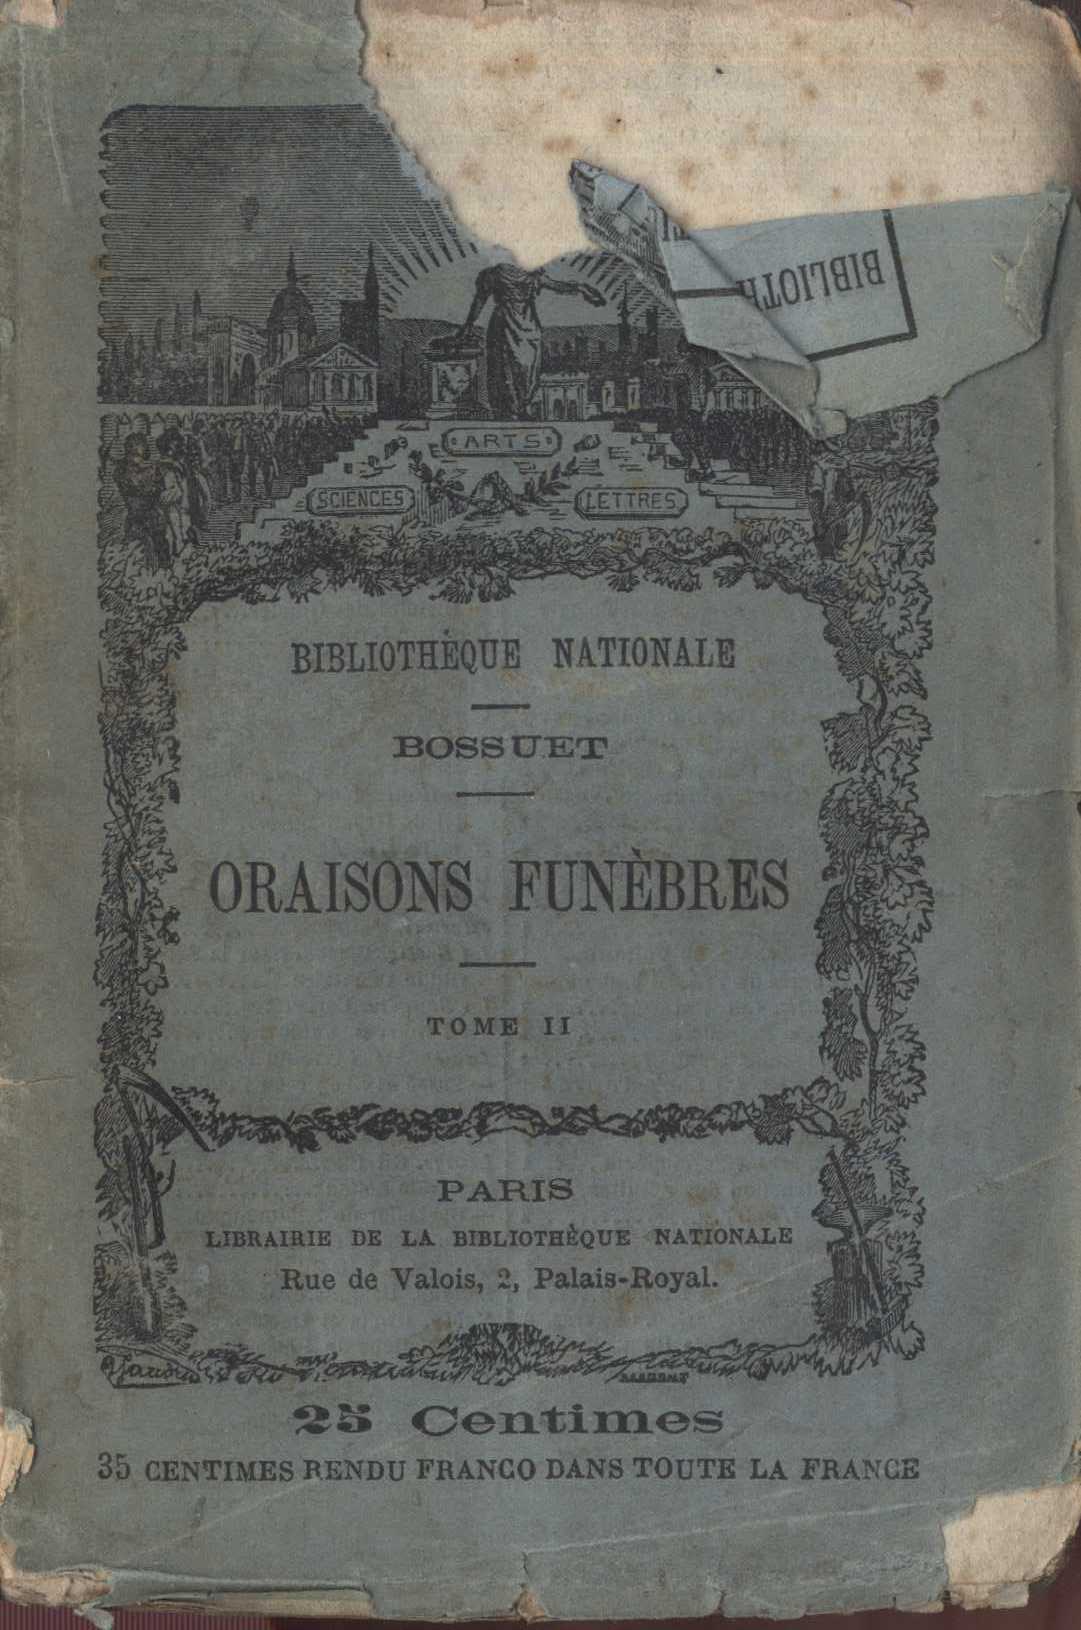 BIBLIOTH
ARTS
SCIENCES
LETTRES
BIBLIOTHÈQUE NATIONALE
BOSSUET
ORAISONS FUNÈBRES
TOME II
PARIS
LIBRAIRIE DE LA BIBLIOTHÈQUE NATIONALE
Rue de Valois, 2, Palais-Royal.
25 Centimes
35 CENTIMES RENDU FRANCO DANS TOUTE LA FRANCE